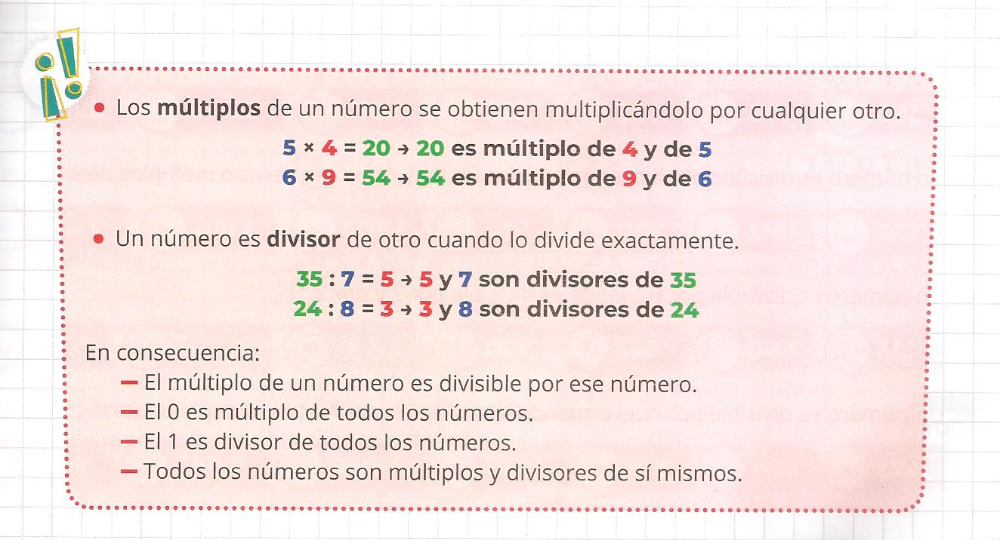 ¡!
• Los múltiplos de un número se obtienen multiplicándolo por cualquier otro.
5 × 4 = 20 → 20 es múltiplo de 4 y de 5
6 × 9 = 54 → 54 es múltiplo de 9 y de 6
• Un número es divisor de otro cuando lo divide exactamente.
35 : 7 = 5 → 5 y 7 son divisores de 35
24 : 8 = 3 → 3 y 8 son divisores de 24
En consecuencia:
— El múltiplo de un número es divisible por ese número.
— El 0 es múltiplo de todos los números.
— El 1 es divisor de todos los números.
— Todos los números son múltiplos y divisores de sí mismos.